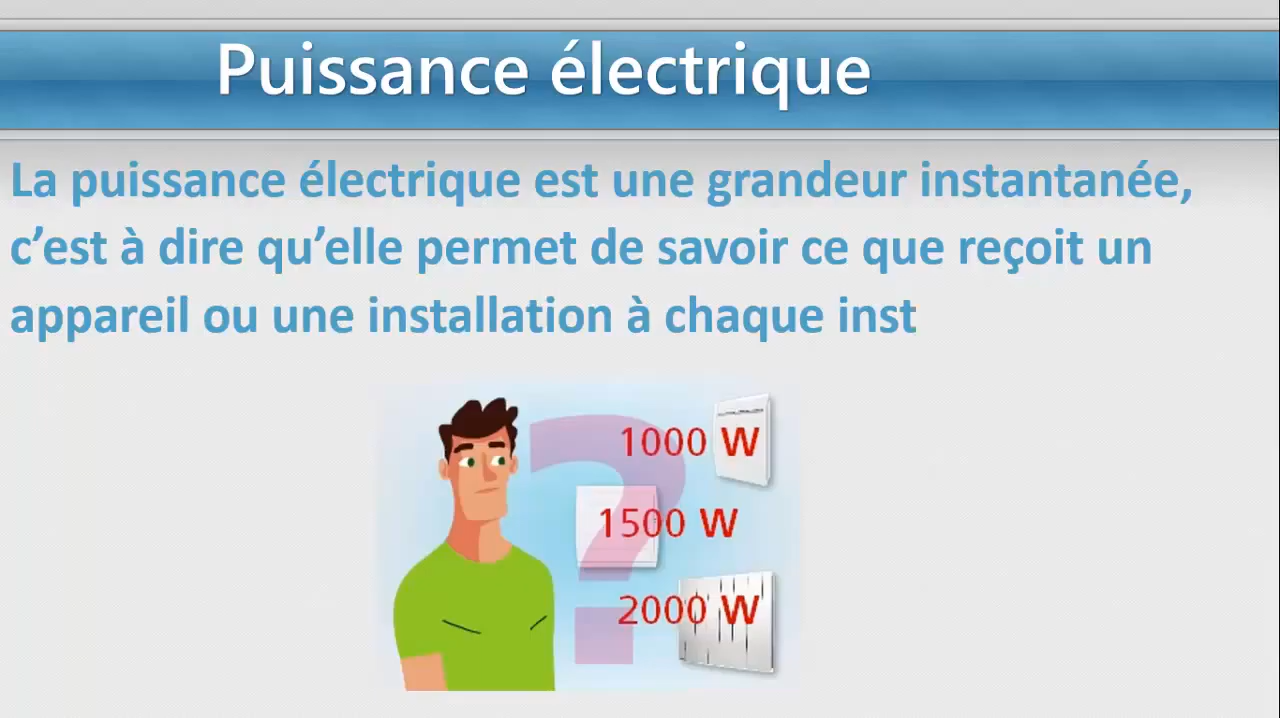 Puissance électrique
La puissance électrique est une grandeur instantanée,
c’est à dire qu’elle permet de savoir ce que reçoit un
appareil ou une installation à chaque inst
?
1000 W
1500 W
2000 W